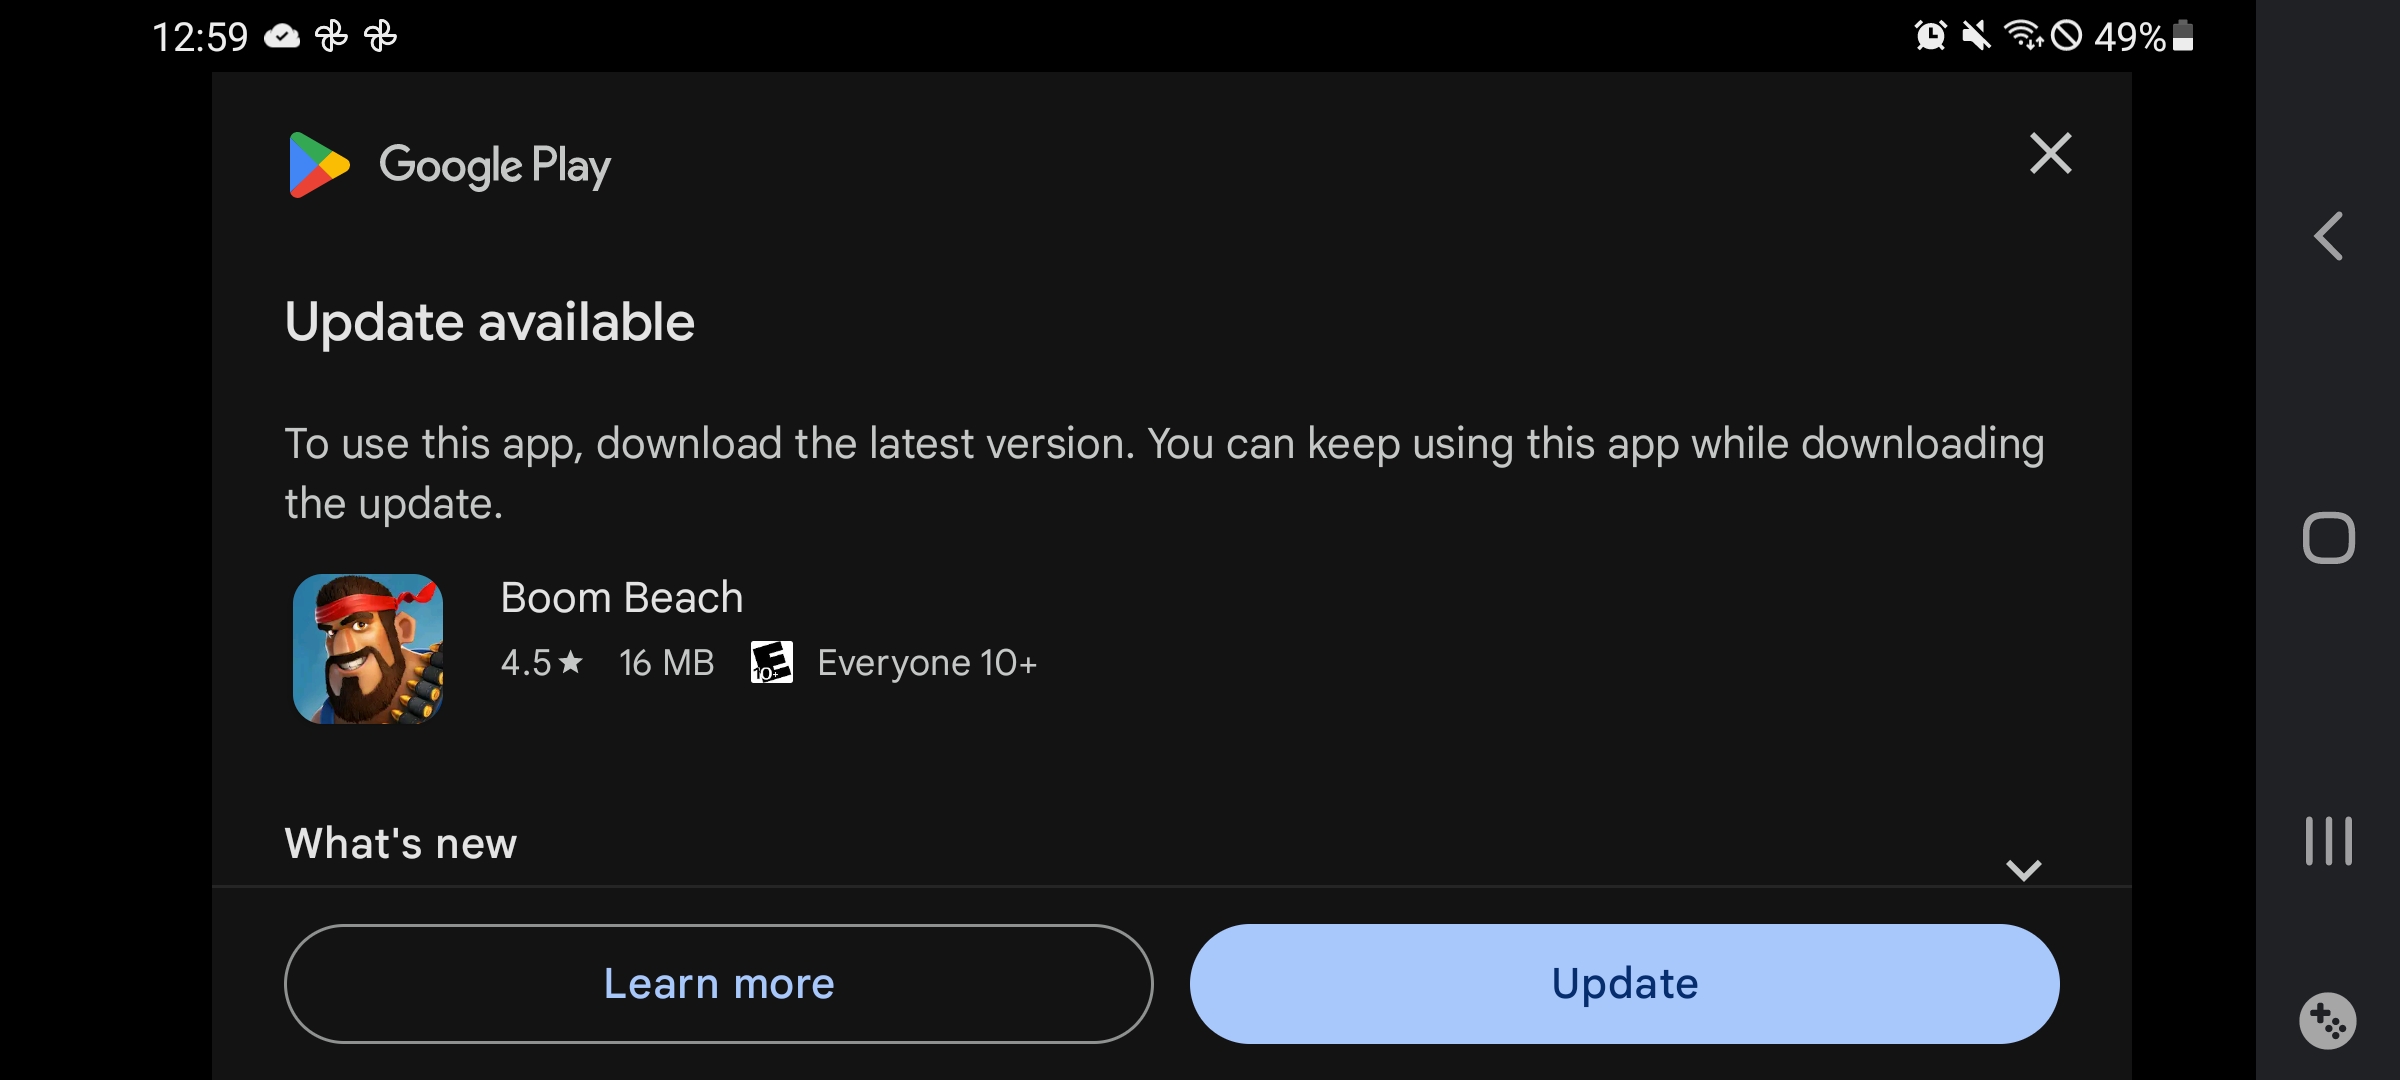 12:59 49%
Google Play
Update available
To use this app, download the latest version. You can keep using this app while downloading
the update.
Boom Beach
4.5★ 16 MB E 10+ Everyone 10+
What's new
Learn more Update